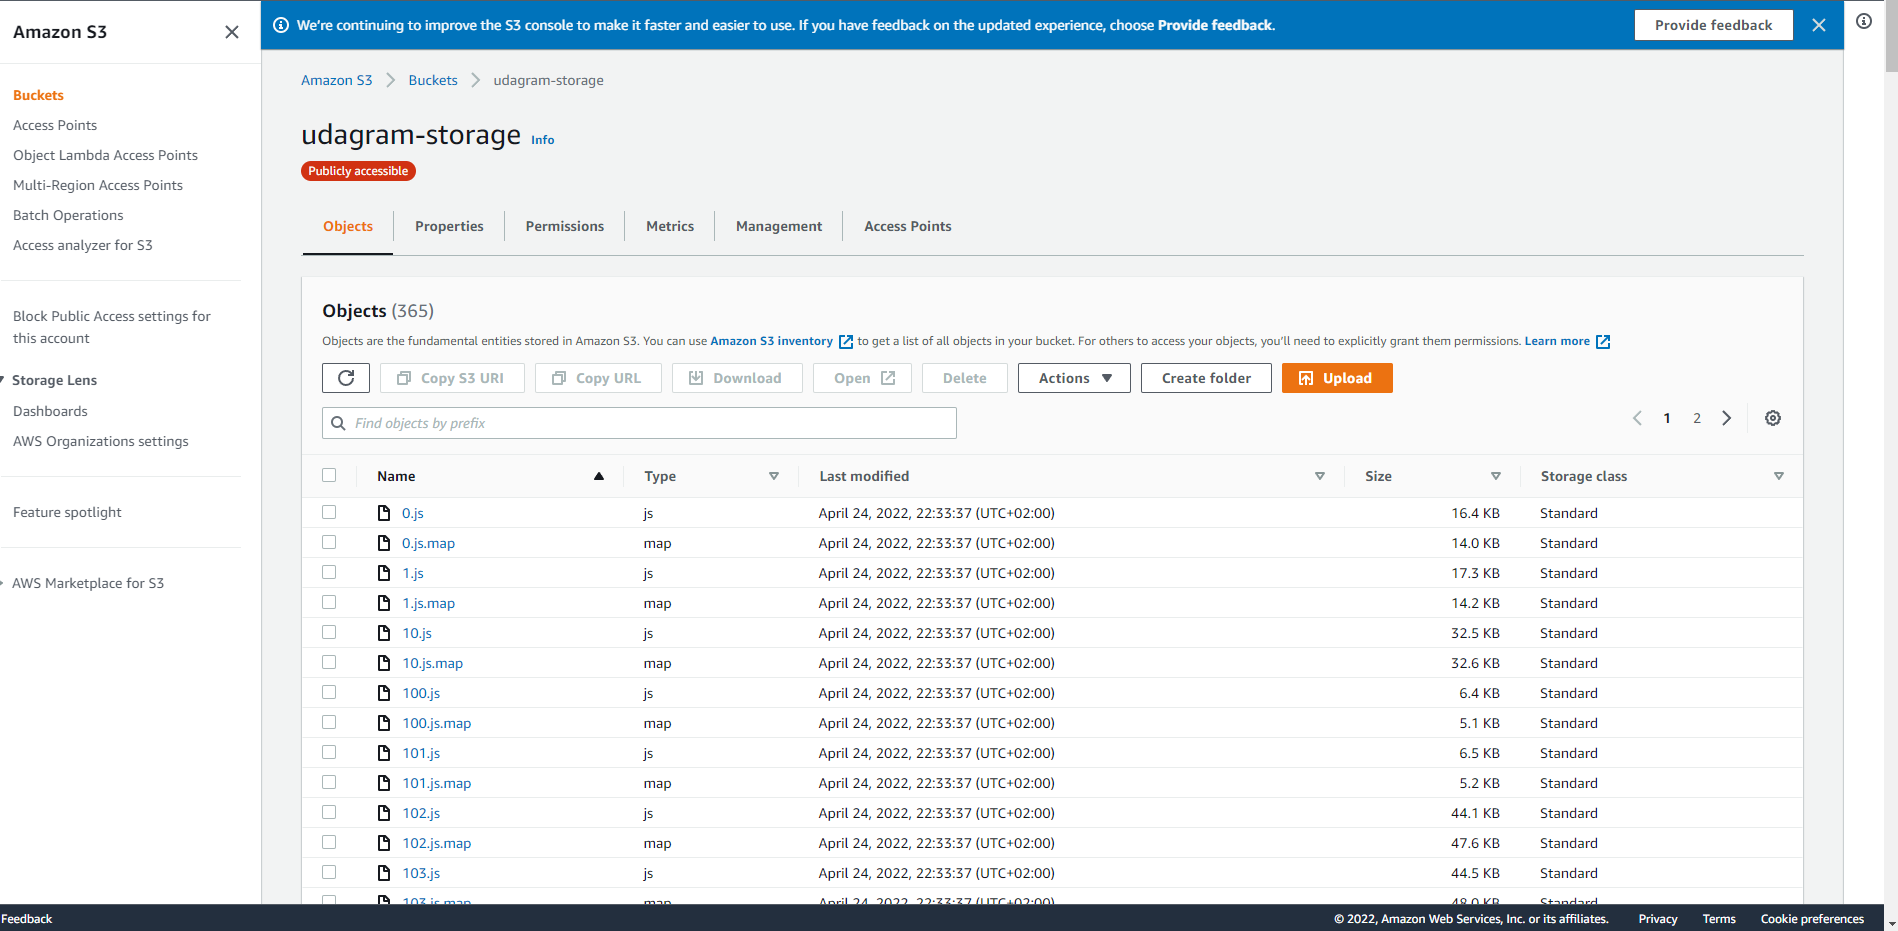 Amazon S3
Buckets
Access Points
Object Lambda Access Points
Multi-Region Access Points
Batch Operations
Access analyzer for S3
Block Public Access settings for
this account
Storage Lens
Dashboards
AWS Organizations settings
Feature spotlight
AWS Marketplace for S3
We're continuing to improve the S3 console to make it faster and easier to use. If you have feedback on the updated experience, choose Provide feedback.
Provide feedback
Amazon S3 Buckets udagram-storage
udagram-storage Info
Publicly accessible
Objects Properties Permissions Metrics Management Access Points
Objects (365)
Objects are the fundamental entities stored in Amazon S3. You can use Amazon S3 inventory to get a list of all objects in your bucket. For others to access your objects, you'll need to explicitly grant them permissions. Learn more
Copy S3 URI Copy URL Download Open Delete Actions Create folder Upload
Find objects by prefix
1 2
Name Type Last modified Size Storage class
0.js js April 24, 2022, 22:33:37 (UTC+02:00) 16.4 KB Standard
0.js.map map April 24, 2022, 22:33:37 (UTC+02:00) 14.0 KB Standard
1.js js April 24, 2022, 22:33:37 (UTC+02:00) 17.3 KB Standard
1.js.map map April 24, 2022, 22:33:37 (UTC+02:00) 14.2 KB Standard
10.js js April 24, 2022, 22:33:37 (UTC+02:00) 32.5 KB Standard
10.js.map map April 24, 2022, 22:33:37 (UTC+02:00) 32.6 KB Standard
100.js js April 24, 2022, 22:33:37 (UTC+02:00) 6.4 KB Standard
100.js.map map April 24, 2022, 22:33:37 (UTC+02:00) 5.1 KB Standard
101.js js April 24, 2022, 22:33:37 (UTC+02:00) 6.5 KB Standard
101.js.map map April 24, 2022, 22:33:37 (UTC+02:00) 5.2 KB Standard
102.js js April 24, 2022, 22:33:37 (UTC+02:00) 44.1 KB Standard
102.js.map map April 24, 2022, 22:33:37 (UTC+02:00) 47.6 KB Standard
103.js js April 24, 2022, 22:33:37 (UTC+02:00) 44.5 KB Standard
103.js.map map April 24, 2022, 22:33:37 (UTC+02:00) 48.0 KB Standard
Feedback
© 2022, Amazon Web Services, Inc. or its affiliates. Privacy Terms Cookie preferences